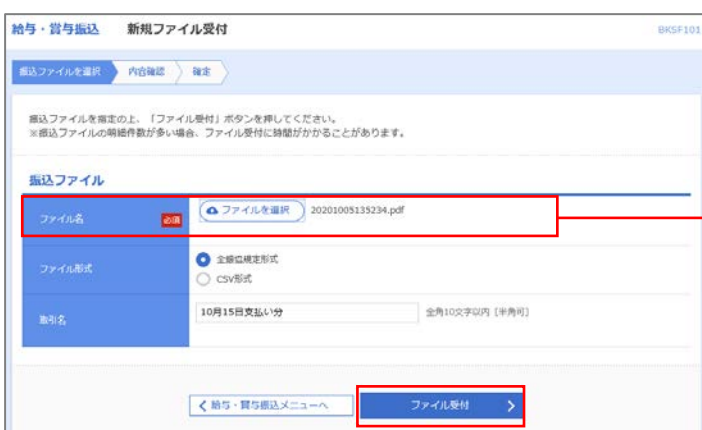 給与・賞与振込 新規ファイル受付 BKSF101
振込ファイルを選択 内容確認 確定
振込ファイルを指定の上、「ファイル受付」ボタンを押してください。
※振込ファイルの明細件数が多い場合、ファイル受付に時間がかかることがあります。
振込ファイル
ファイル名 必須 ファイルを選択 20201005135234.pdf
ファイル形式 全銀協規定形式
CSV形式
取引名 10月15日支払い分 全角10文字以内 [半角可]
給与・賞与振込メニューへ ファイル受付